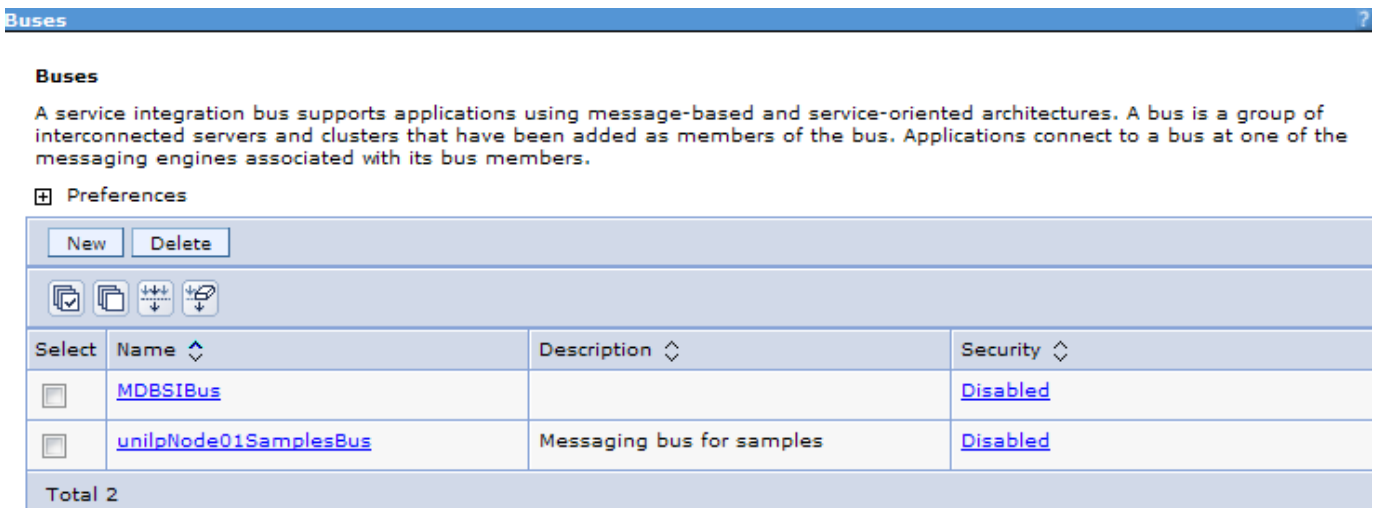 Buses ?
Buses
A service integration bus supports applications using message-based and service-oriented architectures. A bus is a group of
interconnected servers and clusters that have been added as members of the bus. Applications connect to a bus at one of the
messaging engines associated with its bus members.
Preferences
New Delete
Select Name Description Security
MDBSIBus Disabled
unilpNode01SamplesBus Messaging bus for samples Disabled
Total 2